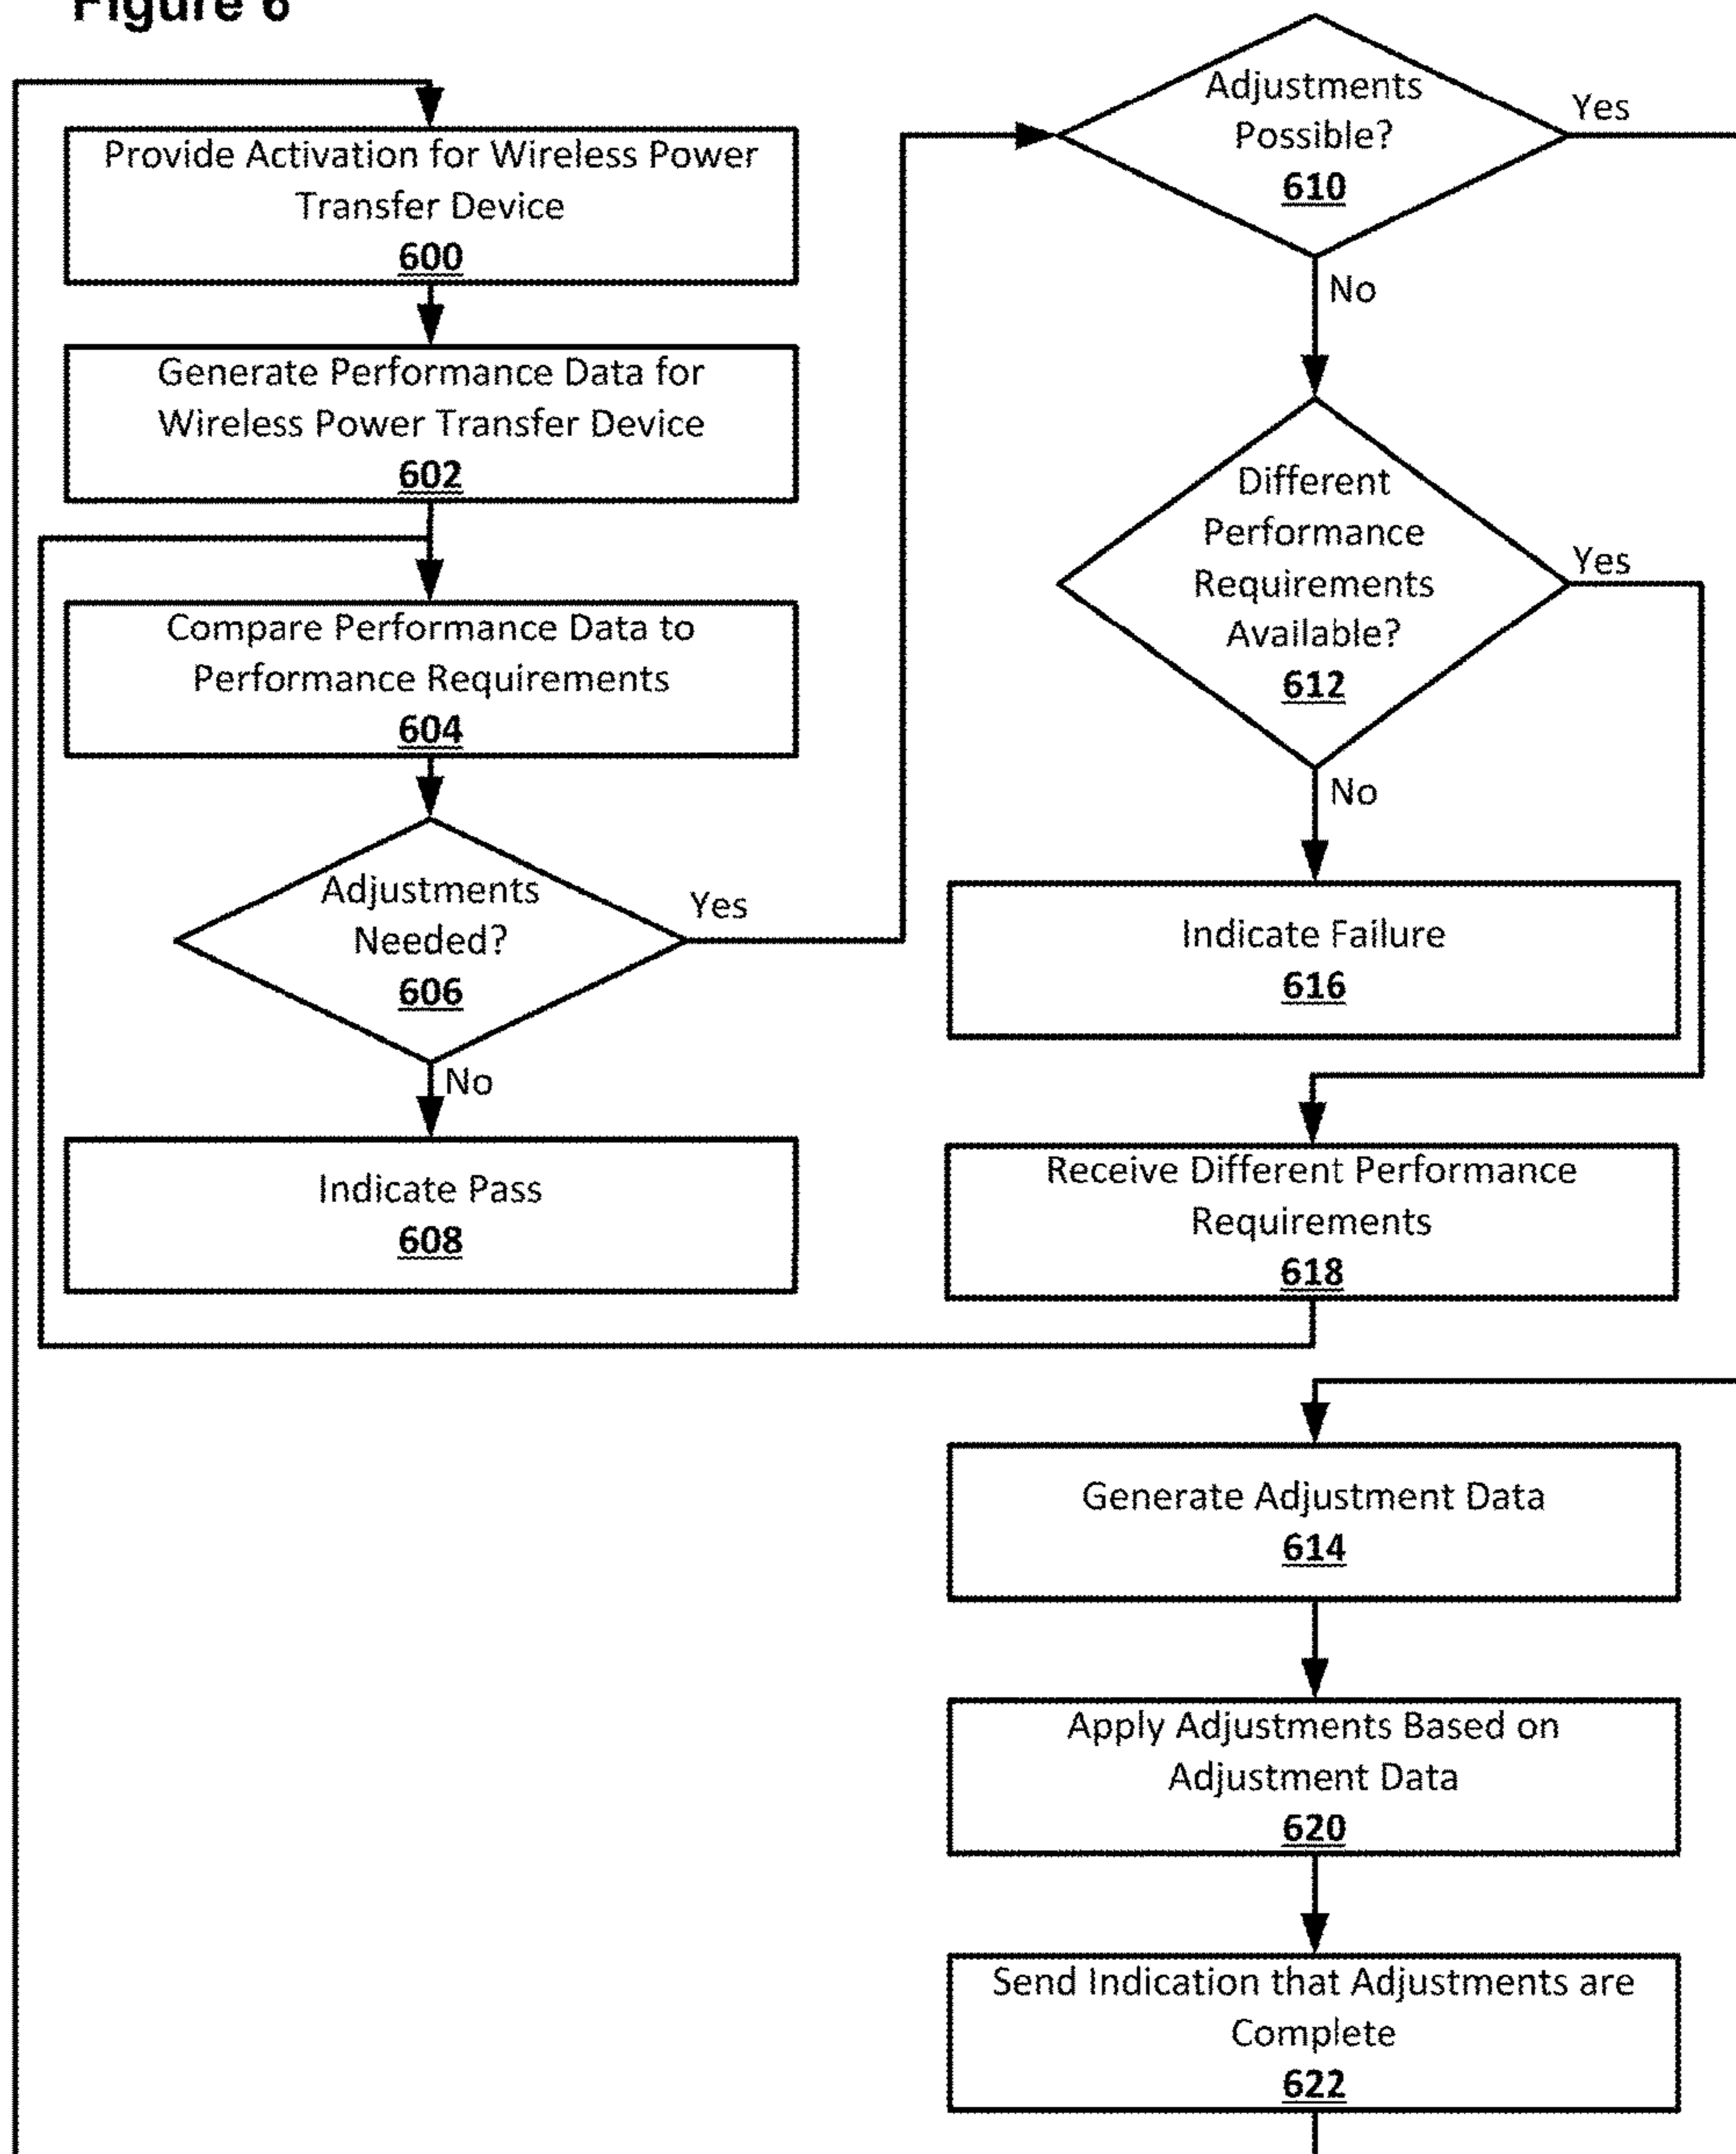 Figure 6
Provide Activation for Wireless Power
Transfer Device
600
Generate Performance Data for
Wireless Power Transfer Device
602
Compare Performance Data to
Performance Requirements
604
Adjustments
Needed?
606
Yes
No
Indicate Pass
608
Adjustments
Possible?
610
Yes
No
Different
Performance
Requirements
Available?
612
Yes
No
Indicate Failure
616
Receive Different Performance
Requirements
618
Generate Adjustment Data
614
Apply Adjustments Based on
Adjustment Data
620
Send Indication that Adjustments are
Complete
622